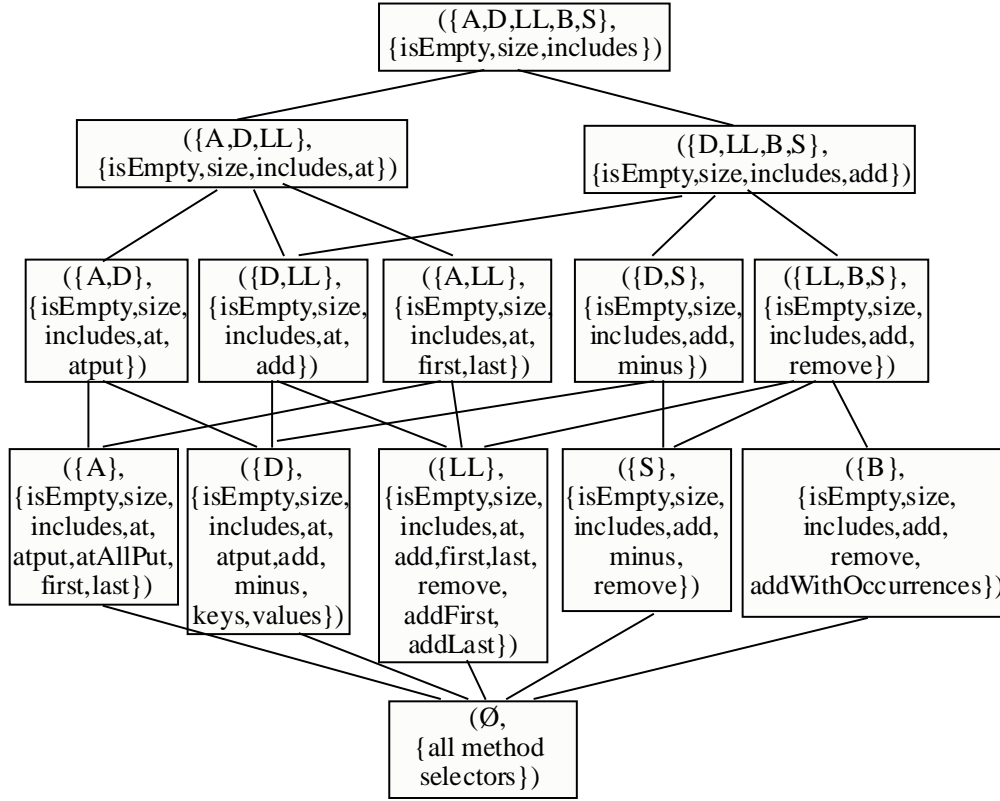 ({A,D,LL,B,S},
{isEmpty,size,includes})
({A,D,LL},
{isEmpty,size,includes,at})
({D,LL,B,S},
{isEmpty,size,includes,add})
({A,D},
{isEmpty,size,
includes,at,
atput})
({D,LL},
{isEmpty,size,
includes,at,
add})
({A,LL},
{isEmpty,size,
includes,at,
first,last})
({D,S},
{isEmpty,size,
includes,add,
minus})
({LL,B,S},
{isEmpty,size,
includes,add,
remove})
({A},
{isEmpty,size,
includes,at,
atput,atAllPut,
first,last})
({D},
{isEmpty,size,
includes,at,
atput,add,
minus,
keys,values})
({LL},
{isEmpty,size,
includes,at,
add,first,last,
remove,
addFirst,
addLast})
({S},
{isEmpty,size,
includes,add,
minus,
remove})
({B},
{isEmpty,size,
includes,add,
remove,
addWithOccurrences})
(Ø,
{all method
selectors})